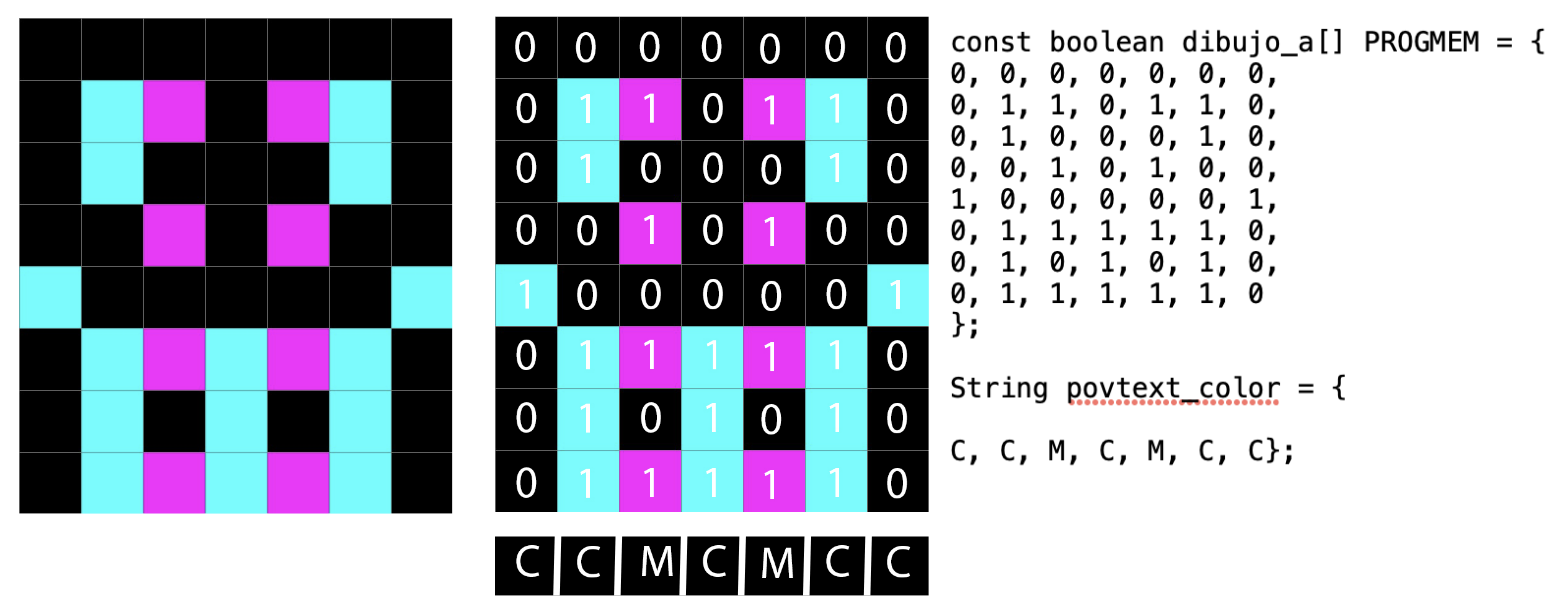 0 0 0 0 0 0 0
0 1 1 0 1 1 0
0 1 0 0 0 1 0
0 0 1 0 1 0 0
1 0 0 0 0 0 1
0 1 1 1 1 1 0
0 1 0 1 0 1 0
0 1 1 1 1 1 0
C C M C M C C
const boolean dibujo_a[] PROGMEM = {
0, 0, 0, 0, 0, 0, 0,
0, 1, 1, 0, 1, 1, 0,
0, 1, 0, 0, 0, 1, 0,
0, 0, 1, 0, 1, 0, 0,
1, 0, 0, 0, 0, 0, 1,
0, 1, 1, 1, 1, 1, 0,
0, 1, 0, 1, 0, 1, 0,
0, 1, 1, 1, 1, 1, 0
};
String povtext_color = {
C, C, M, C, M, C, C};